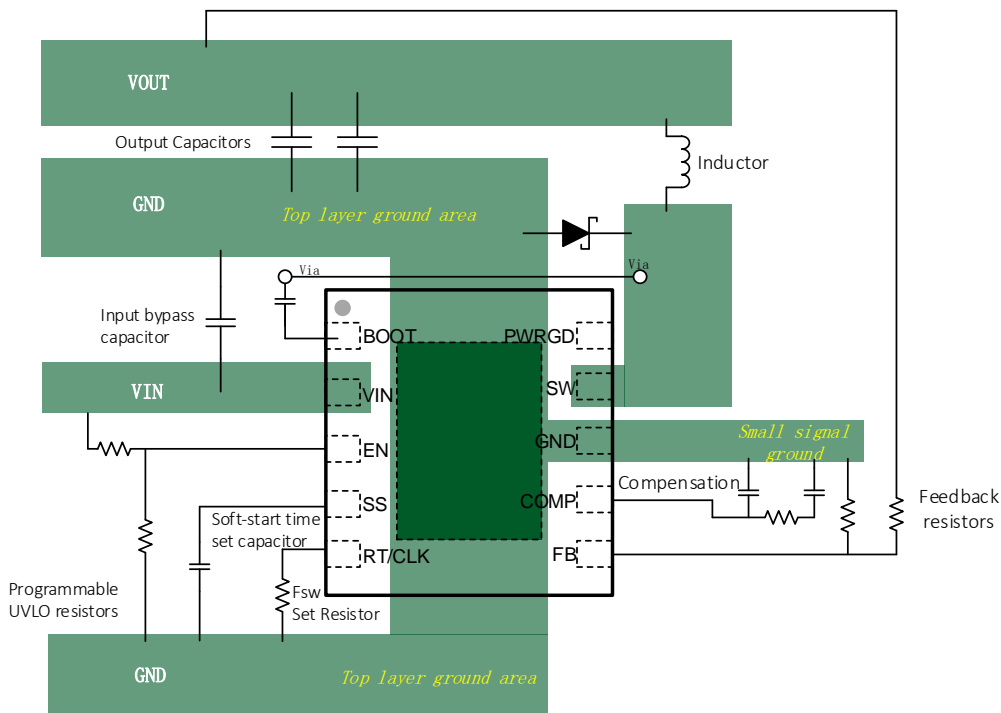 VOUT
Output Capacitors
Inductor
GND
Top layer ground area
Via
Via
Input bypass
capacitor
BOOT
PWRGD
VIN
VIN
SW
EN
GND
Small signal
ground
SS
COMP
Compensation
Feedback
resistors
Soft-start time
set capacitor
RT/CLK
FB
Programmable
UVLO resistors
Fsw
Set Resistor
GND
Top layer ground area